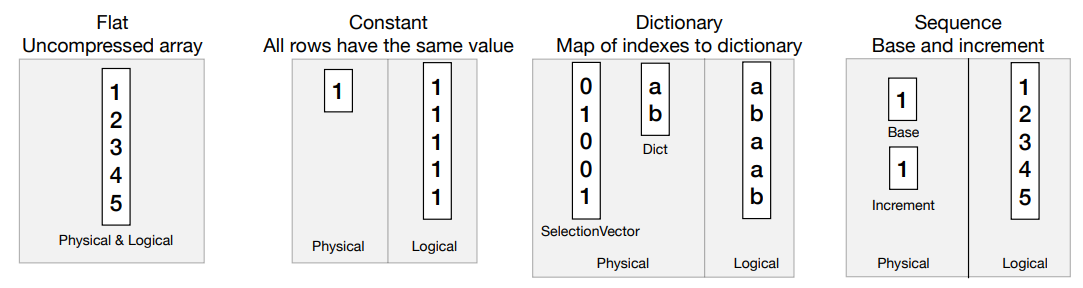 Flat
Uncompressed array
1
2
3
4
5
Physical & Logical
Constant
All rows have the same value
1
Physical
1
1
1
1
1
Logical
Dictionary
Map of indexes to dictionary
0
1
0
0
1
SelectionVector
a
b
Dict
Physical
a
b
a
a
b
Logical
Sequence
Base and increment
1
Base
1
Increment
Physical
1
2
3
4
5
Logical